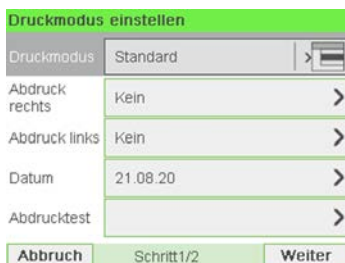 Druckmodus einstellen
Druckmodus Standard
Abdruck rechts Kein
Abdruck links Kein
Datum 21.08.20
Abdrucktest
Abbruch Schritt1/2 Weiter